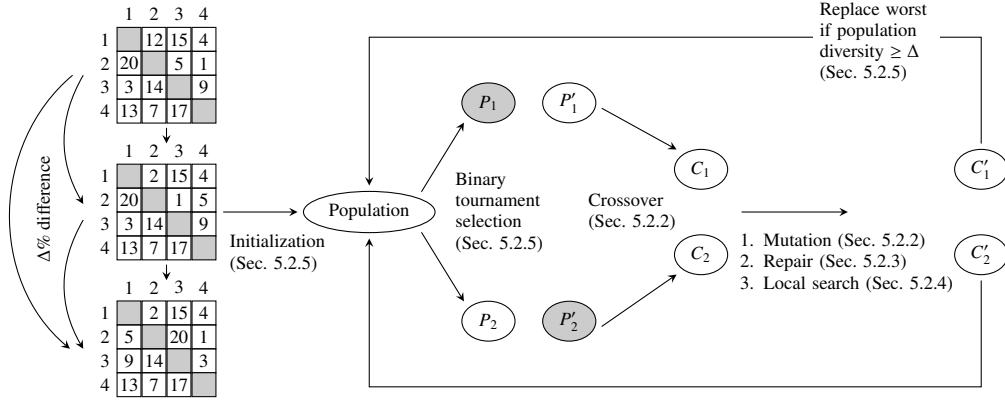 1 2 3 4
1 12 15 4
2 20 5 1
3 3 14 9
4 13 7 17
1 2 3 4
1 2 15 4
2 20 1 5
3 3 14 9
4 13 7 17
1 2 3 4
1 2 15 4
2 5 20 1
3 9 14 3
4 13 7 17
Δ% difference
Initialization
(Sec. 5.2.5)
Population
P₁
P₂
Binary
tournament
selection
(Sec. 5.2.5)
P′₁
P′₂
Crossover
(Sec. 5.2.2)
C₁
C₂
1. Mutation (Sec. 5.2.2)
2. Repair (Sec. 5.2.3)
3. Local search (Sec. 5.2.4)
C′₁
C′₂
Replace worst
if population
diversity ≥ Δ
(Sec. 5.2.5)